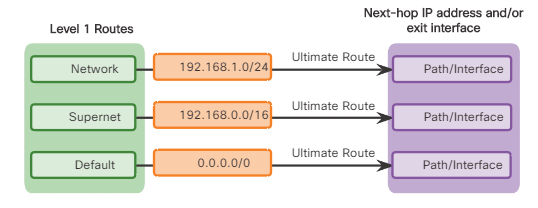 Next-hop IP address and/or
exit interface
Level 1 Routes
Network
192.168.1.0/24
Ultimate Route
Path/Interface
Supernet
192.168.0.0/16
Ultimate Route
Path/Interface
Default
0.0.0.0/0
Ultimate Route
Path/Interface